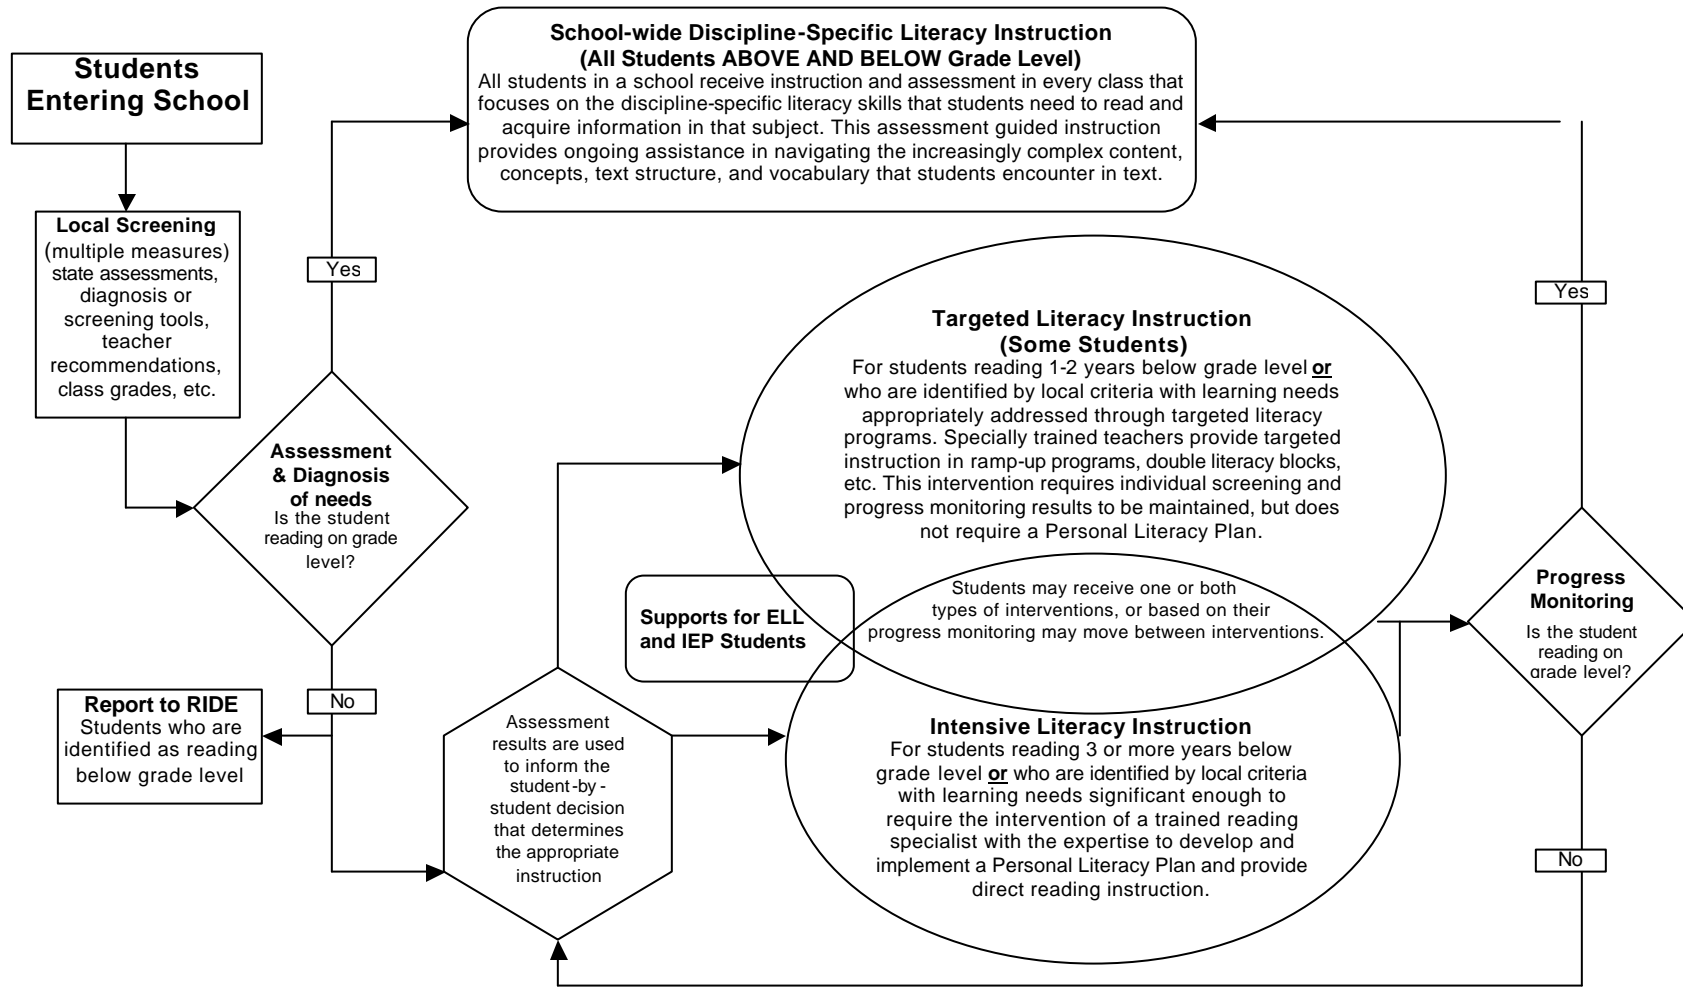 School-wide Discipline-Specific Literacy Instruction
(All Students ABOVE AND BELOW Grade Level)
All students in a school receive instruction and assessment in every class that
focuses on the discipline-specific literacy skills that students need to read and
acquire information in that subject. This assessment guided instruction
provides ongoing assistance in navigating the increasingly complex content,
concepts, text structure, and vocabulary that students encounter in text.
Students
Entering School
Local Screening
(multiple measures)
state assessments,
diagnosis or
screening tools,
teacher
recommendations,
class grades, etc.
Yes
Assessment
& Diagnosis
of needs
Is the student
reading on grade
level?
No
Report to RIDE
Students who are
identified as reading
below grade level
Assessment
results are used
to inform the
student-by-
student decision
that determines
the appropriate
instruction
Supports for ELL
and IEP Students
Targeted Literacy Instruction
(Some Students)
For students reading 1-2 years below grade level or
who are identified by local criteria with learning needs
appropriately addressed through targeted literacy
programs. Specially trained teachers provide targeted
instruction in ramp-up programs, double literacy blocks,
etc. This intervention requires individual screening and
progress monitoring results to be maintained, but does
not require a Personal Literacy Plan.
Students may receive one or both
types of interventions, or based on their
progress monitoring may move between interventions.
Intensive Literacy Instruction
For students reading 3 or more years below
grade level or who are identified by local criteria
with learning needs significant enough to
require the intervention of a trained reading
specialist with the expertise to develop and
implement a Personal Literacy Plan and provide
direct reading instruction.
Yes
Progress
Monitoring
Is the student
reading on
grade level?
No